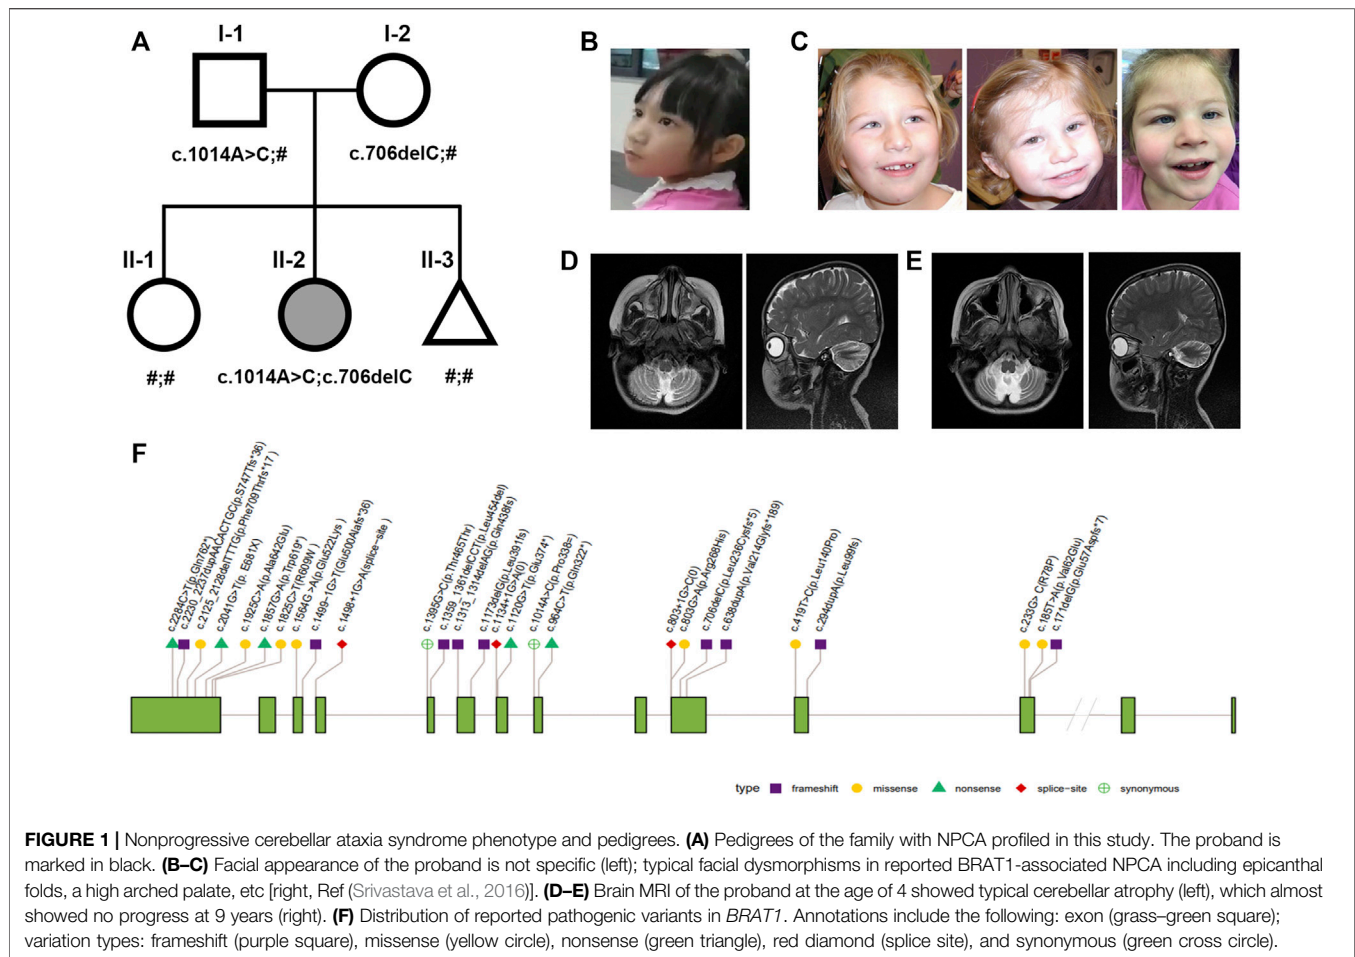 A
I-1
I-2
B
C
c.1014A>C;#
c.706delC;#
II-1
II-2
II-3
D
E
#;#
c.1014A>C;c.706delC
#;#
F
c.2284C>T(p.Gln762*)
c.2230_2237dupAACACTGC(p.S747Tfs*36)
c.2125_2128delTTTG(p.Phe709Thrfs*17 )
c.2041G>T(p. E681X)
c.1925C>A(p.Ala642Glu)
c.1857G>A(p.Trp619*)
c.1825C>T(R609W )
c.1564G >A(p.Glu522Lys )
c.1499-1G>T(Glu500Alafs*36)
c.1498+1G>A(splice-site )
c.1395G>C(p.Thr465Thr)
c.1359_1361delCCT(p.Leu454del)
c.1313_1314delAG(p.Gln438fs)
c.1173delG(p.Leu391fs)
c.1134+1G>A(0)
c.1120G>T(p.Glu374*)
c.1014A>C(p.Pro338=)
c.964C>T(p.Gln322*)
c.803+1G>C(0)
c.803G>A(p.Arg268His)
c.706delC(p.Leu236Cysfs*5)
c.638dupA(p.Val214Glyfs*189)
c.419T>C(p.Leu140Pro)
c.294dupA(p.Leu99fs)
c.233G> C(R78P)
c.185T>A(p.Val62Glu)
c.171delG(p.Glu57Aspfs*7)
type frameshift missense nonsense splice-site synonymous
FIGURE 1 | Nonprogressive cerebellar ataxia syndrome phenotype and pedigrees. (A) Pedigrees of the family with NPCA profiled in this study. The proband is
marked in black. (B–C) Facial appearance of the proband is not specific (left); typical facial dysmorphisms in reported BRAT1-associated NPCA including epicanthal
folds, a high arched palate, etc [right, Ref (Srivastava et al., 2016)]. (D–E) Brain MRI of the proband at the age of 4 showed typical cerebellar atrophy (left), which almost
showed no progress at 9 years (right). (F) Distribution of reported pathogenic variants in BRAT1. Annotations include the following: exon (grass–green square);
variation types: frameshift (purple square), missense (yellow circle), nonsense (green triangle), red diamond (splice site), and synonymous (green cross circle).